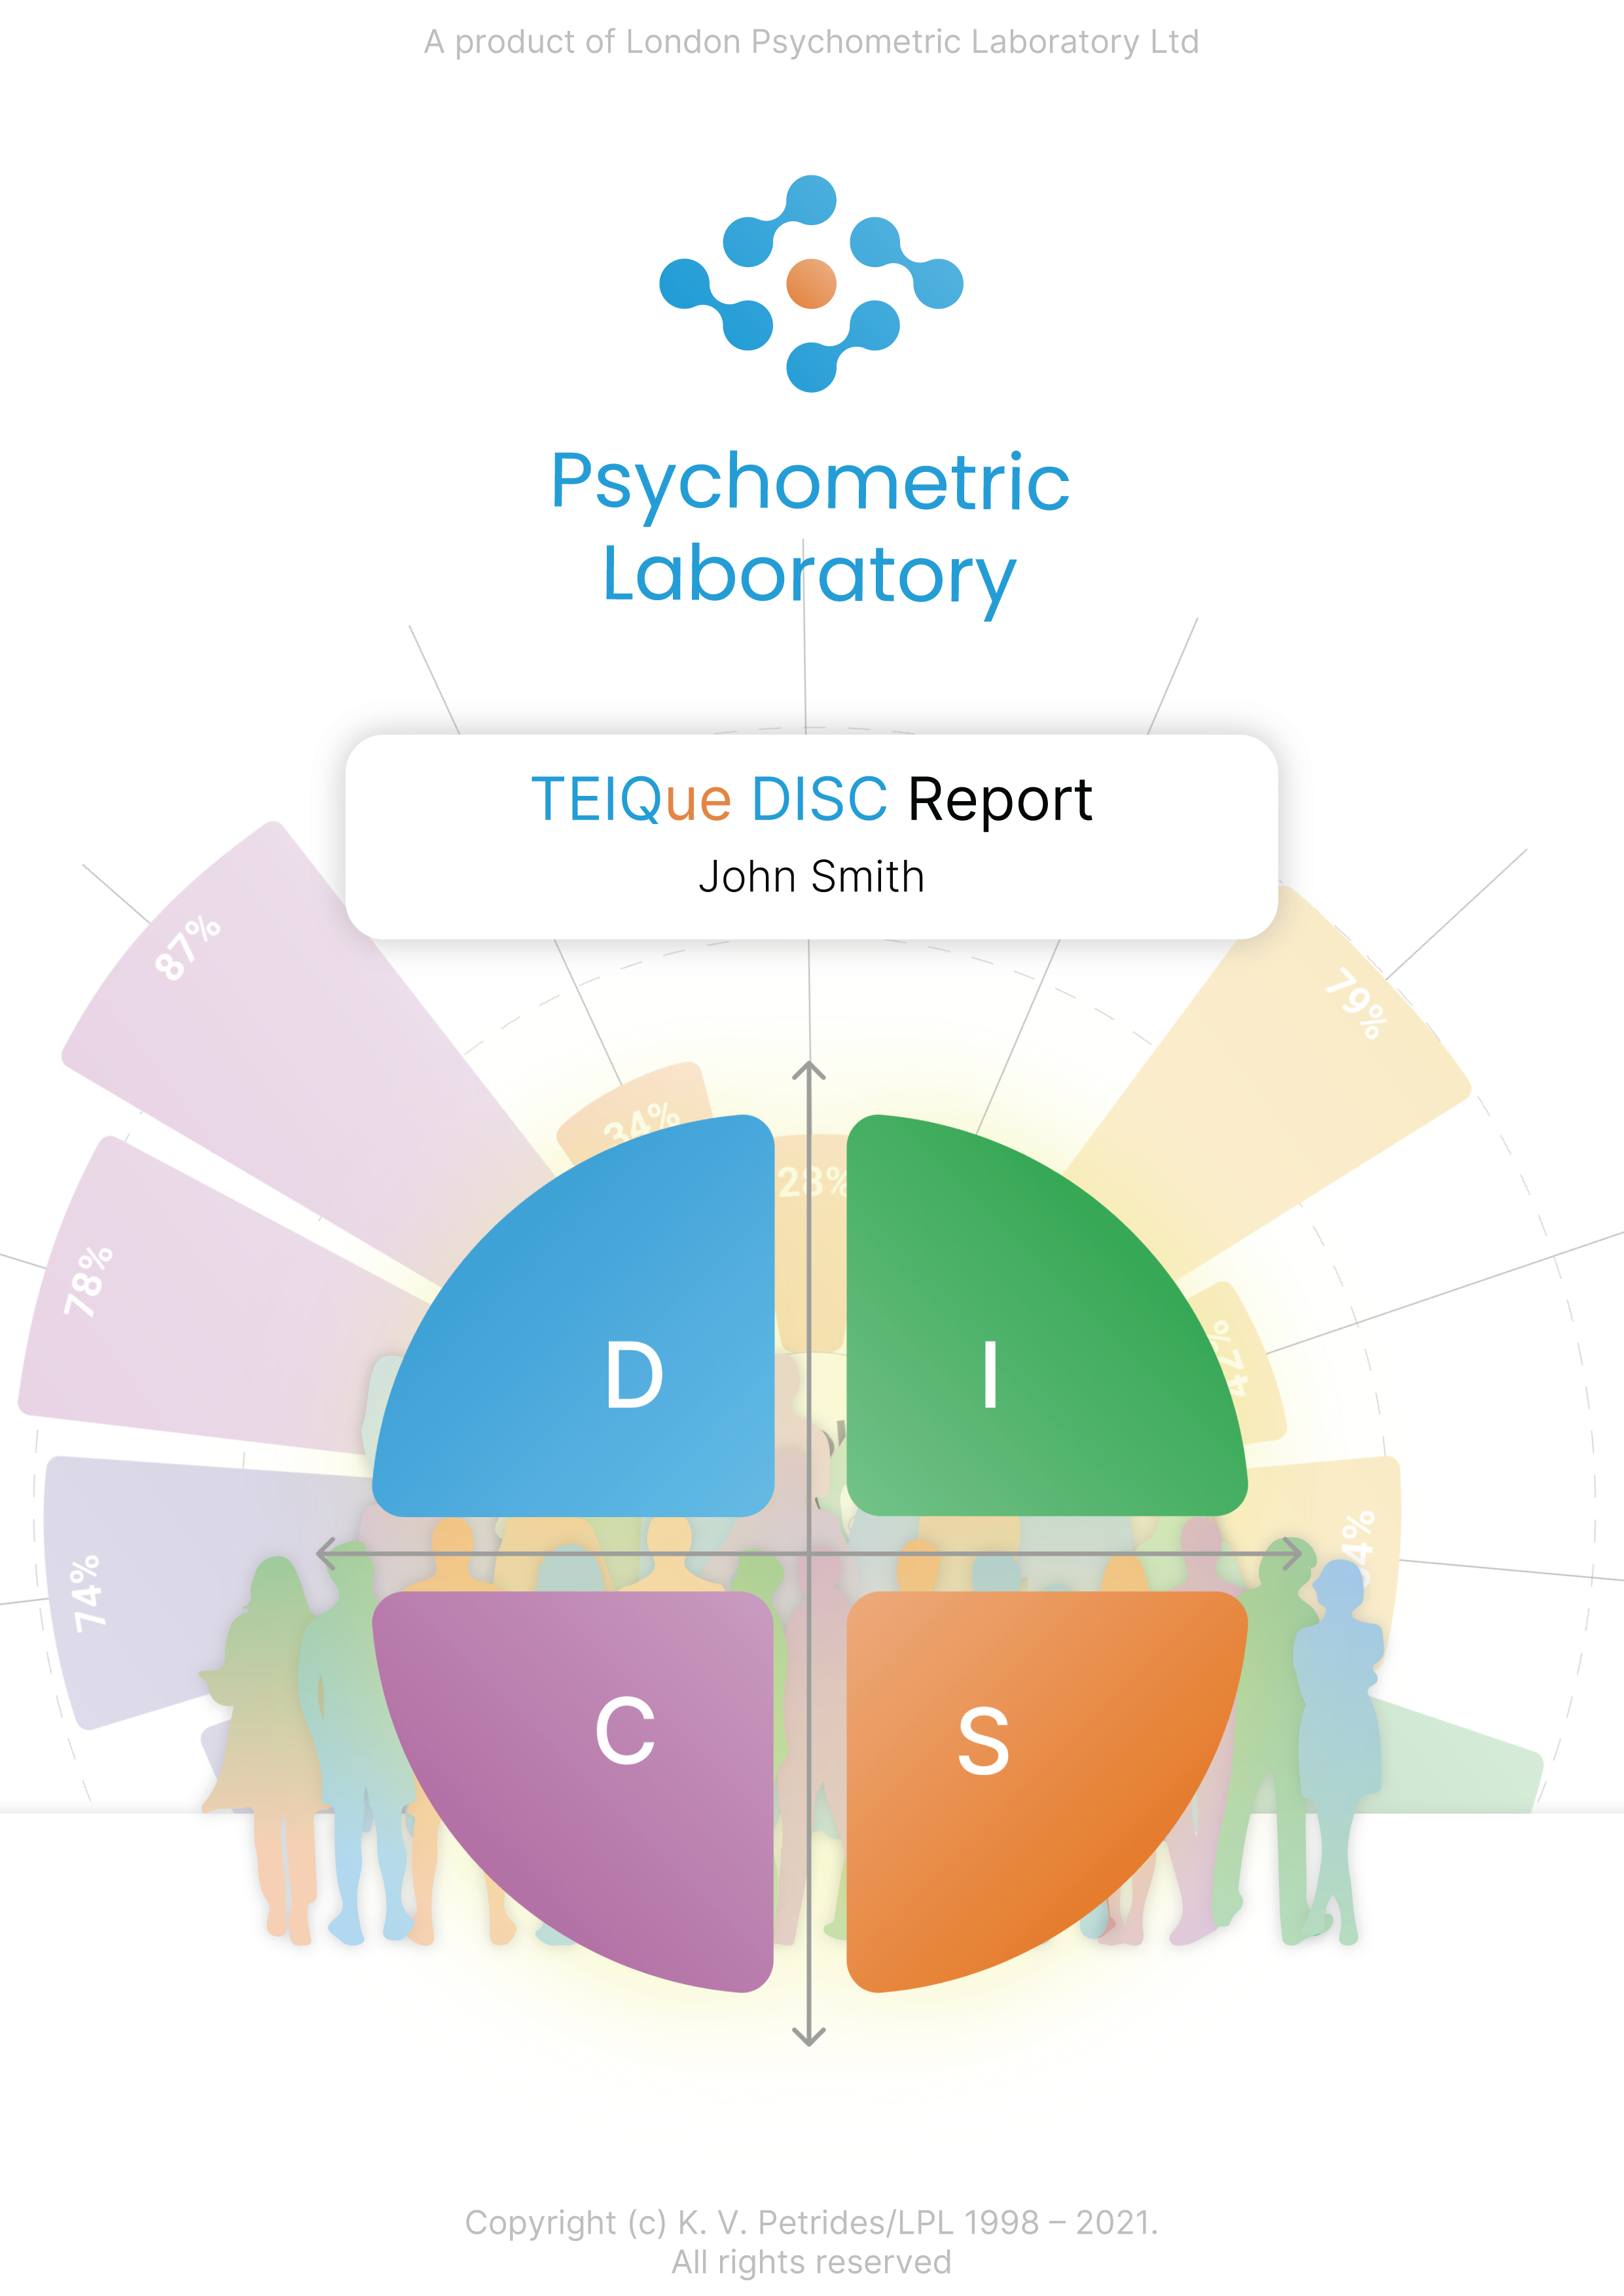 A product of London Psychometric Laboratory Ltd
Psychometric
Laboratory
TEIQue DISC Report
John Smith
87%
79%
34%
28%
78%
74%
D
I
C
S
Copyright (c) K. V. Petrides/LPL 1998 – 2021.
All rights reserved